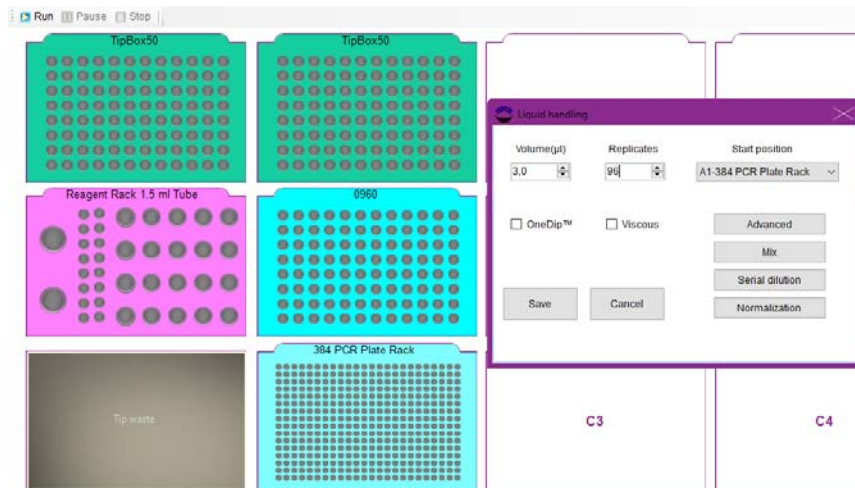 Run Pause Stop
TipBox50
TipBox50
Liquid handling
Volume(µl)
Replicates
Start position
3,0
96
A1-384 PCR Plate Rack
Reagent Rack 1.5 ml Tube
0960
OneDip™
Viscous
Advanced
Mix
Serial dilution
Save
Cancel
Normalization
384 PCR Plate Rack
Tip waste
C3
C4